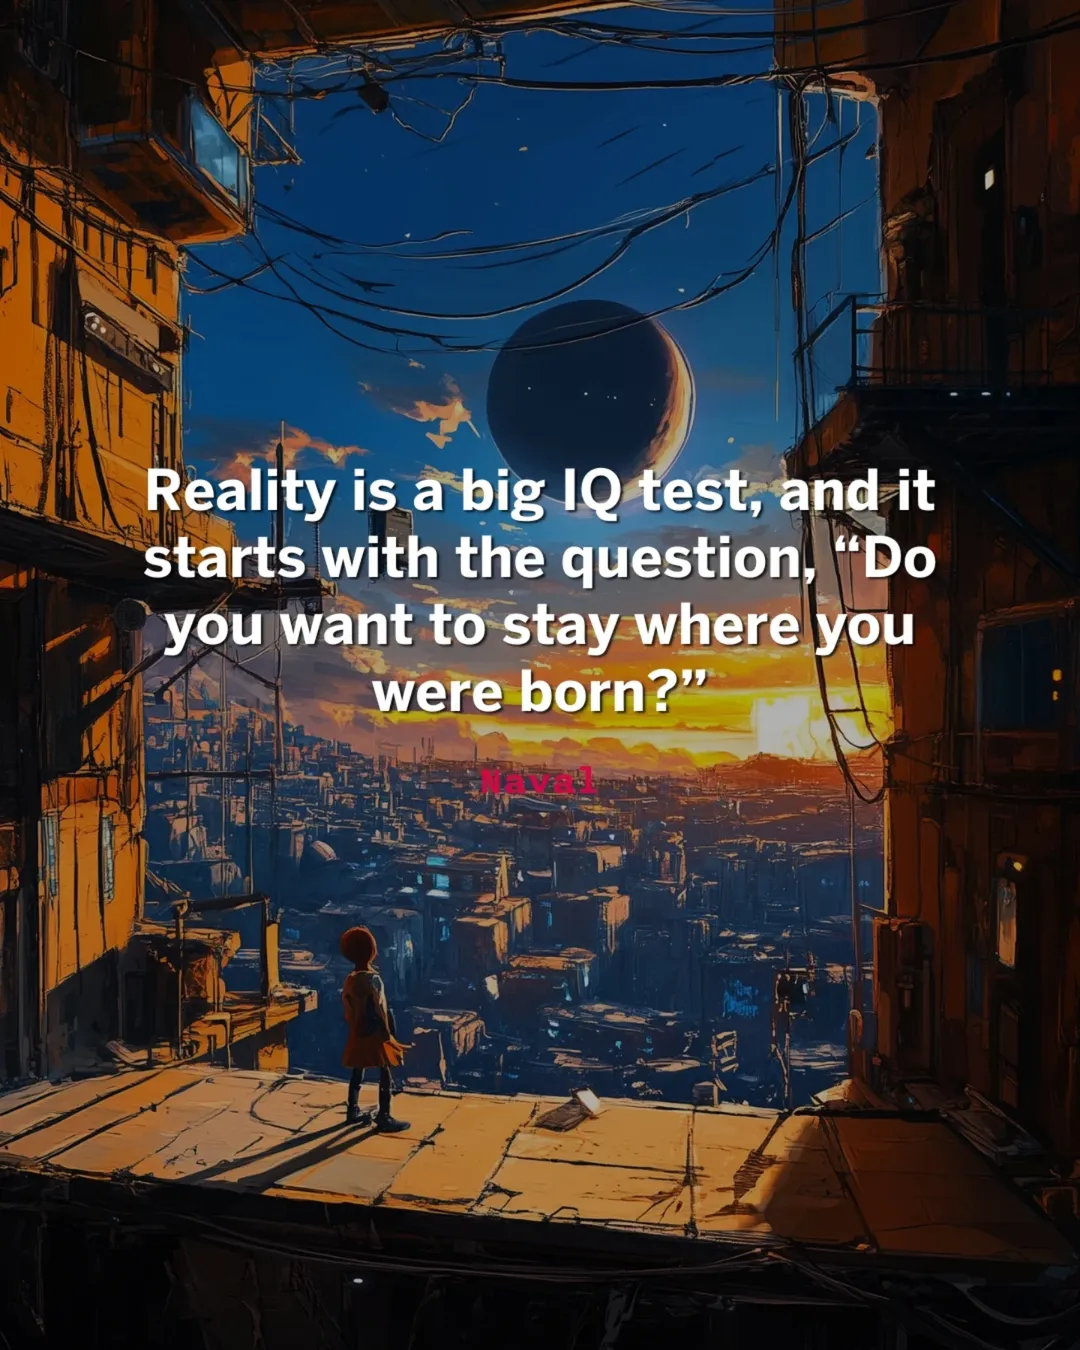 Reality is a big IQ test, and it
starts with the question, “Do
you want to stay where you
were born?”
Naval